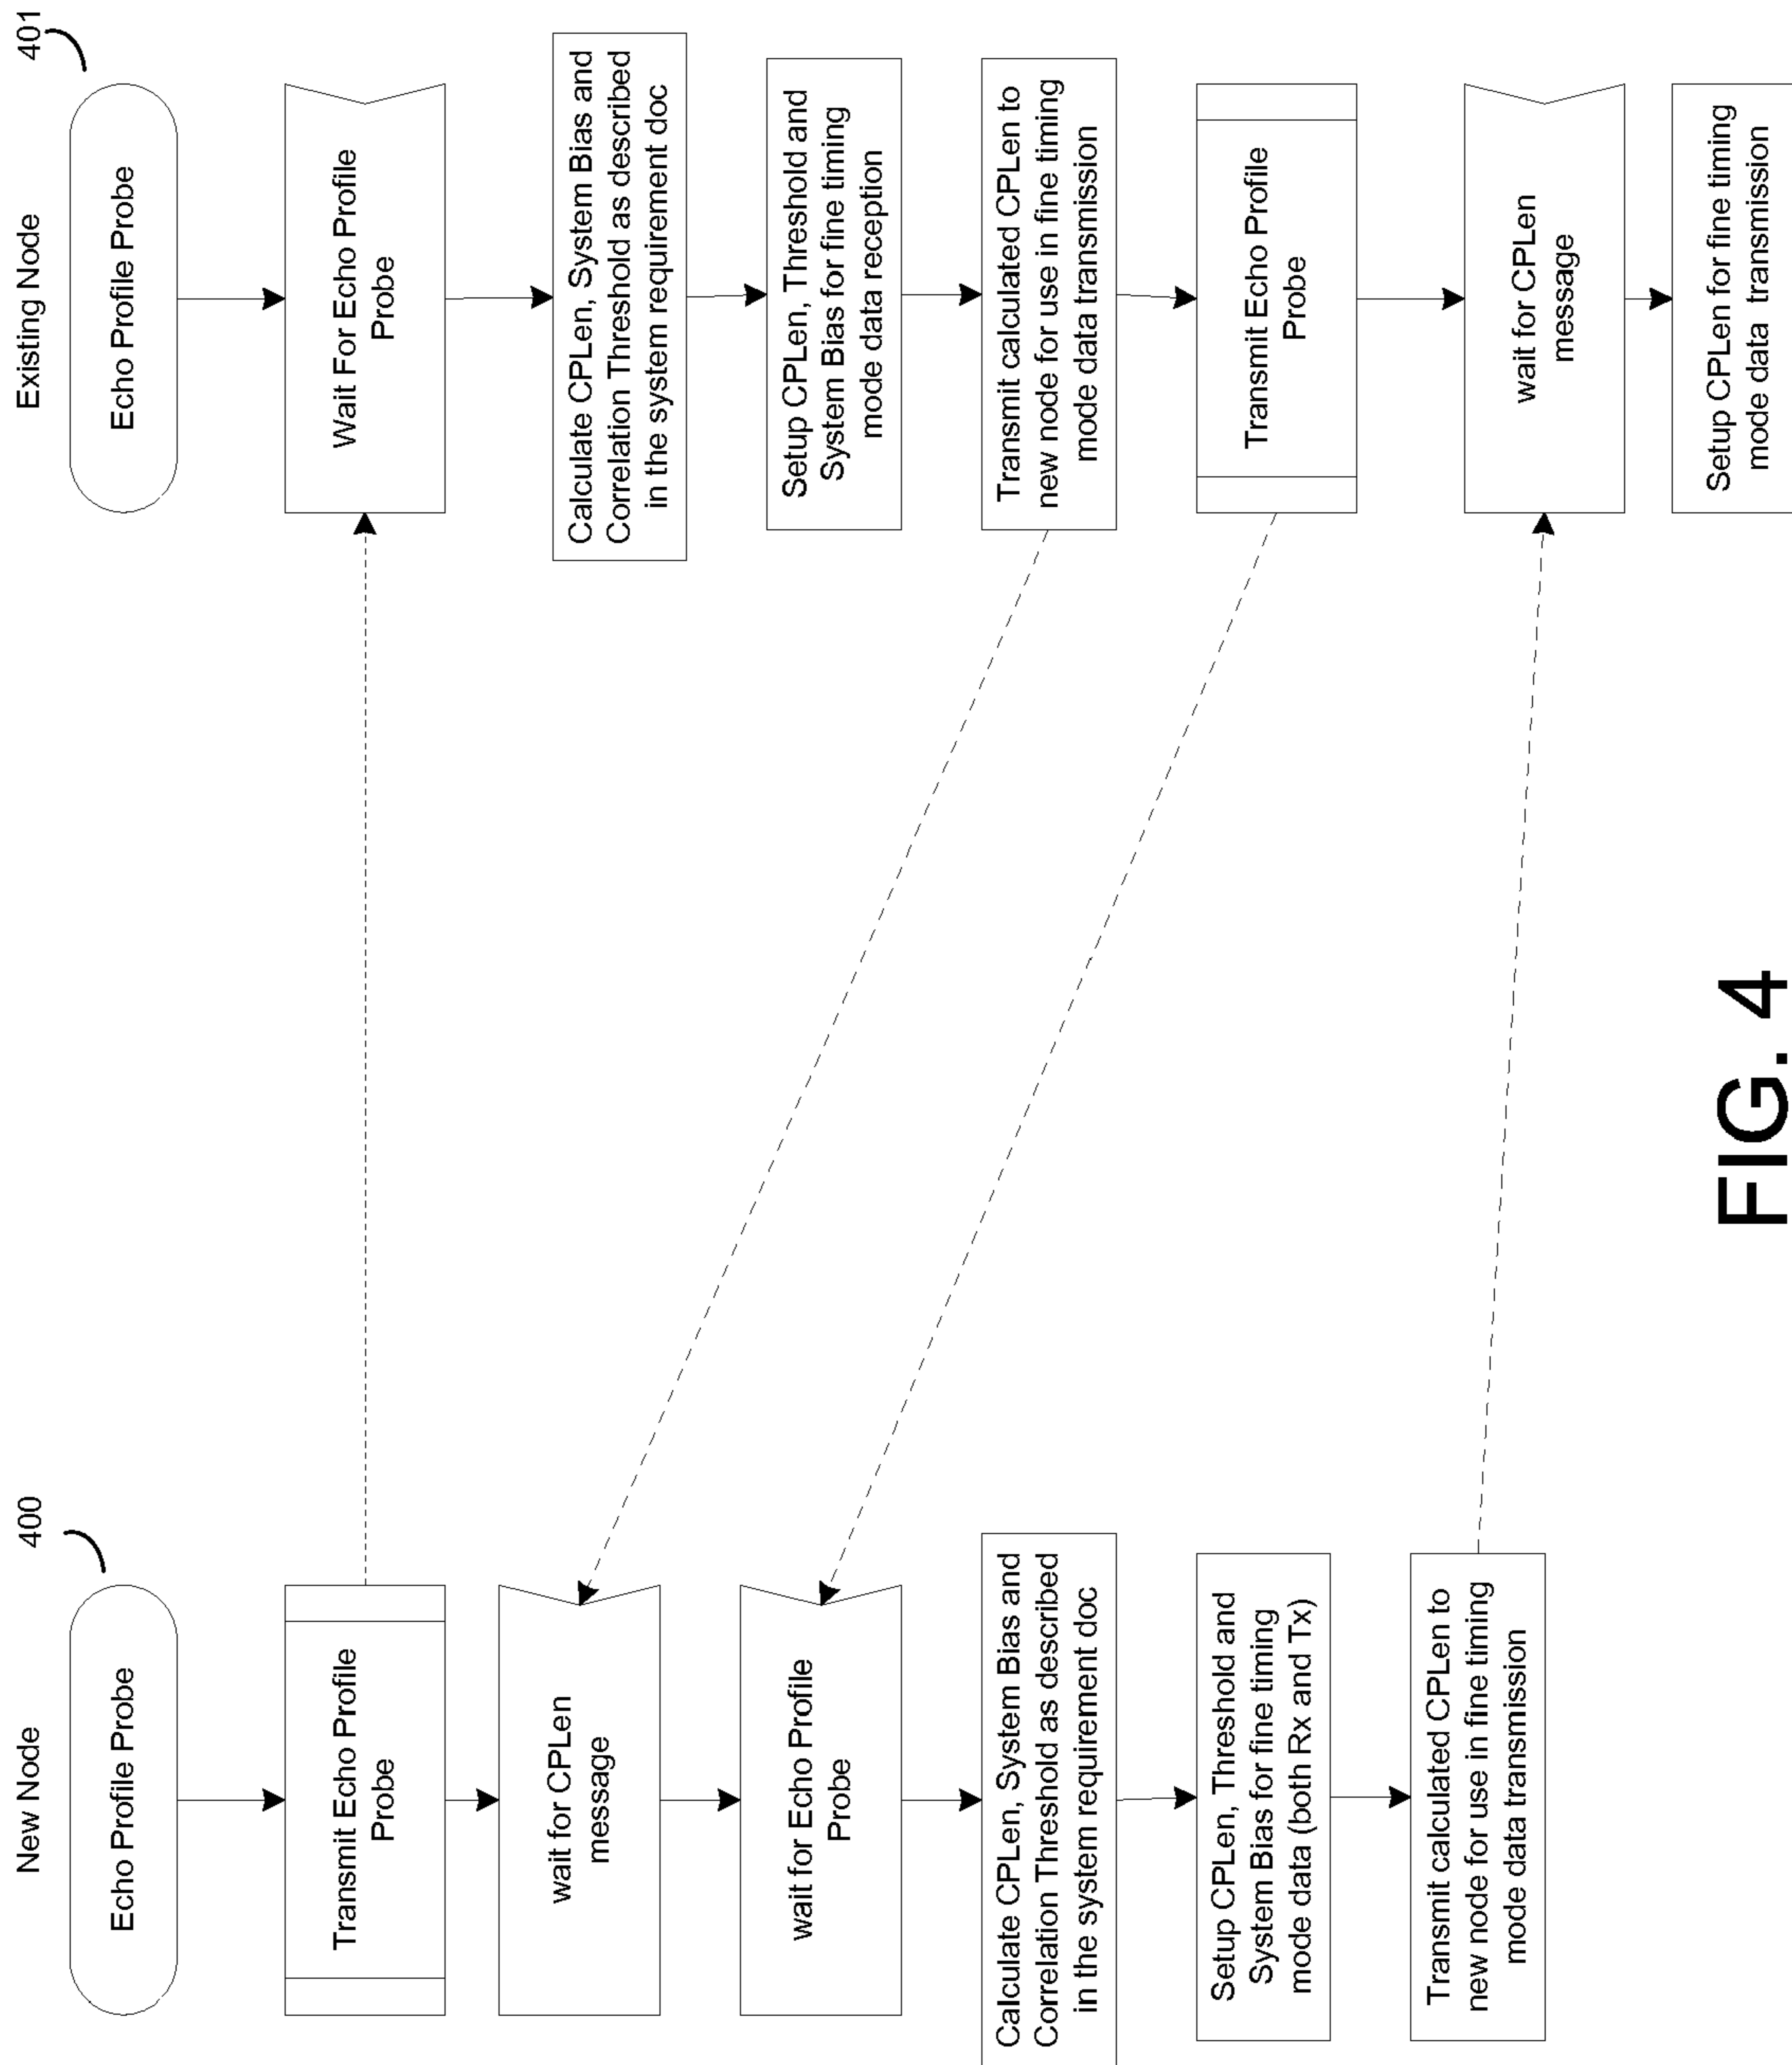 New Node
400
Echo Profile Probe
Transmit Echo Profile
Probe
wait for CPLen
message
wait for Echo Profile
Probe
Calculate CPLen, System Bias and
Correlation Threshold as described
in the system requirement doc
Setup CPLen, Threshold and
System Bias for fine timing
mode data (both Rx and Tx)
Transmit calculated CPLen to
new node for use in fine timing
mode data transmission
Existing Node
401
Echo Profile Probe
Wait For Echo Profile
Probe
Calculate CPLen, System Bias and
Correlation Threshold as described
in the system requirement doc
Setup CPLen, Threshold and
System Bias for fine timing
mode data reception
Transmit calculated CPLen to
new node for use in fine timing
mode data transmission
Transmit Echo Profile
Probe
wait for CPLen
message
Setup CPLen for fine timing
mode data transmission
FIG. 4